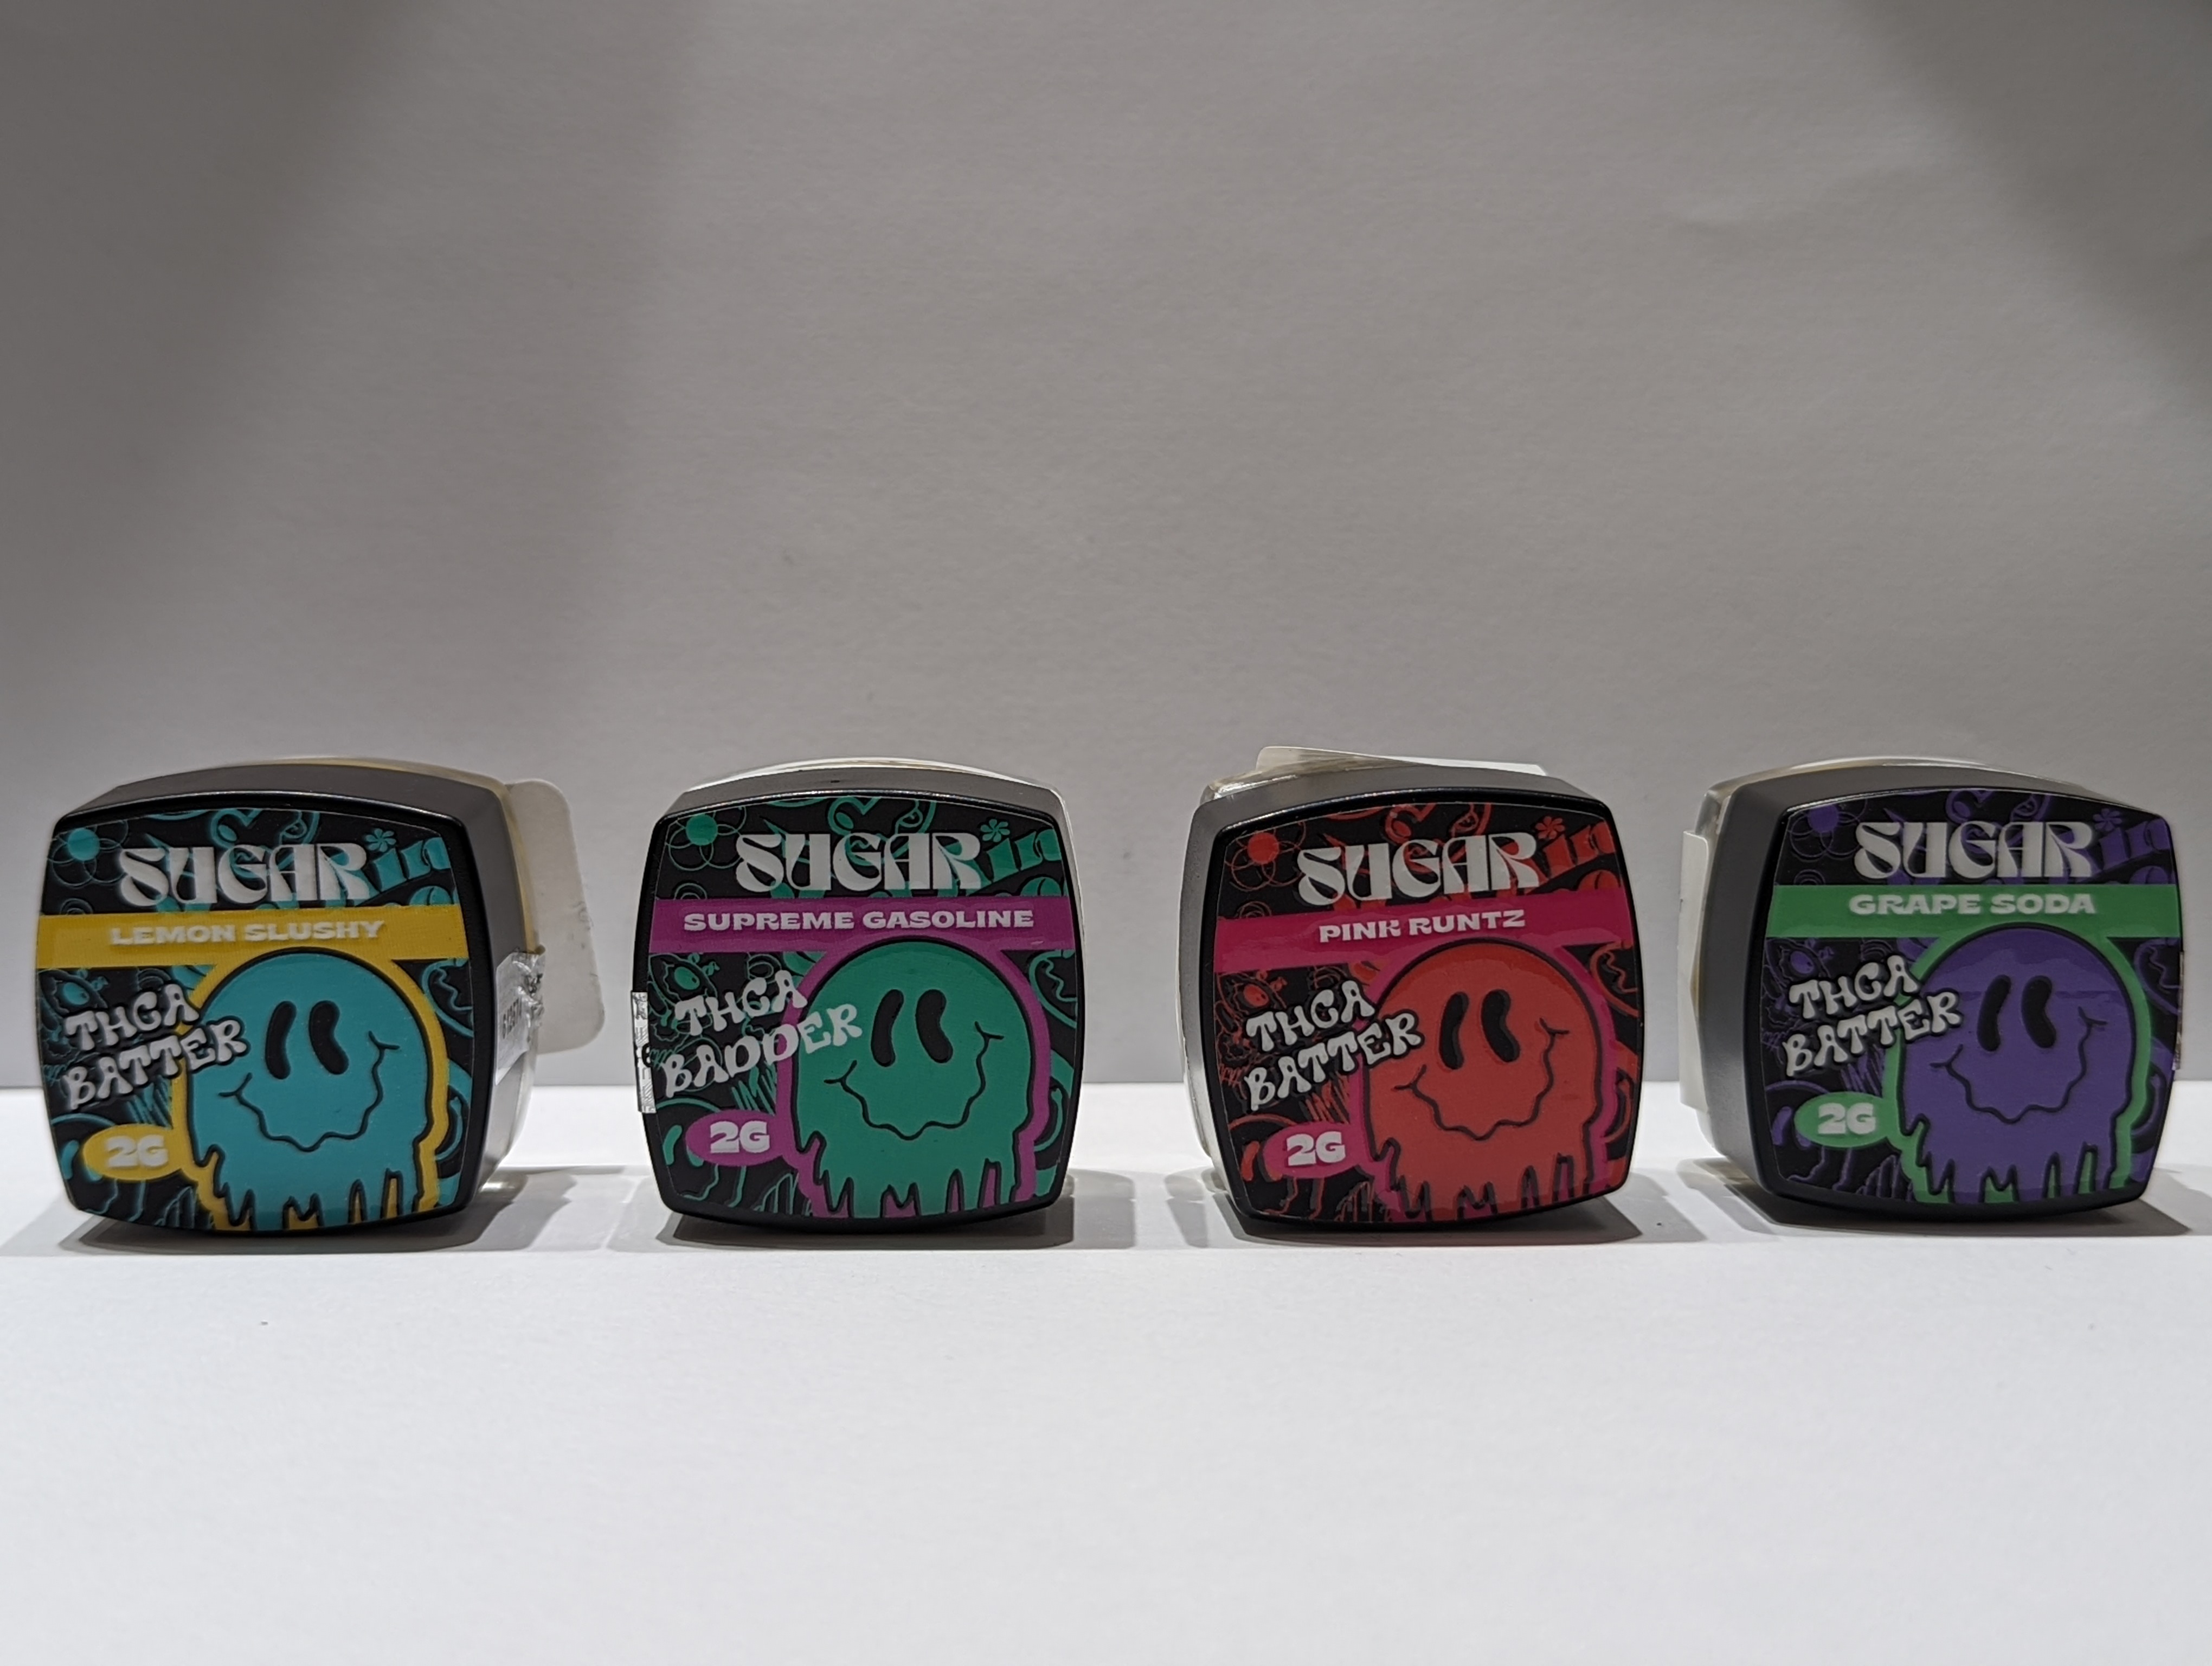 SUGAR
LEMON SLUSHY
THCA
BATTER
2G
SUGAR
SUPREME GASOLINE
THCA
BADDER
2G
SUGAR
PINK RUNTZ
THCA
BATTER
2G
SUGAR
GRAPE SODA
THCA
BATTER
2G